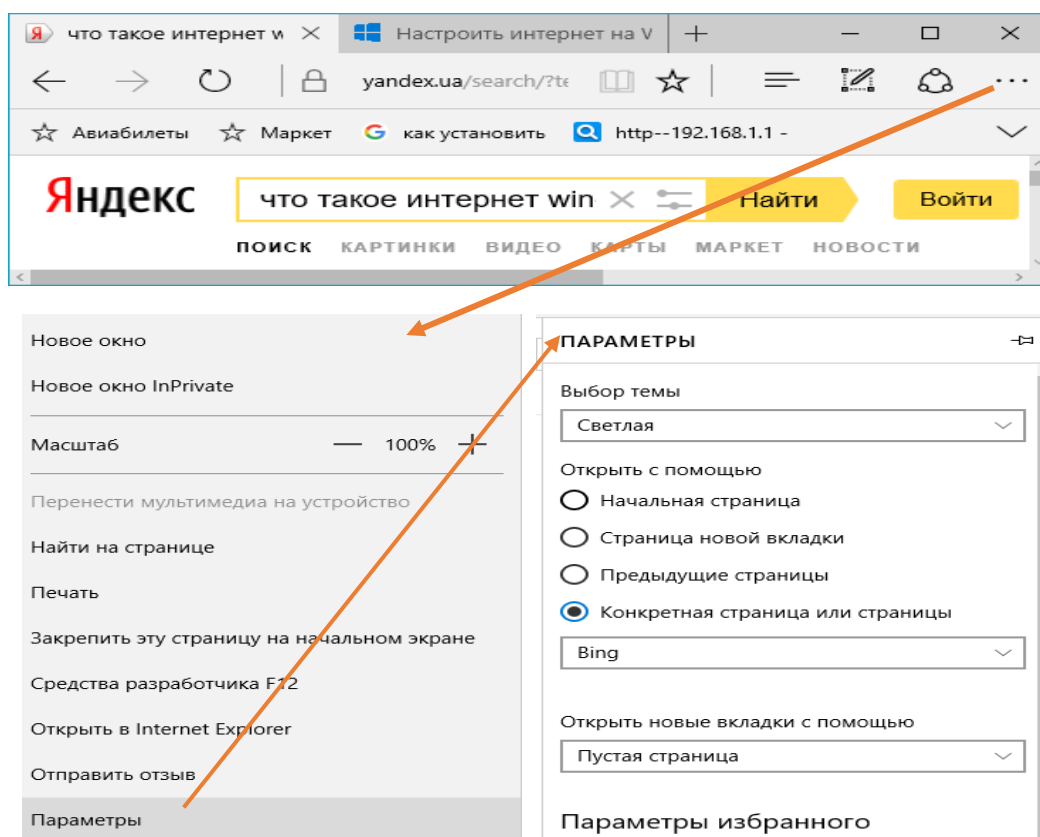 что такое интернет w
Настроить интернет на V
yandex.ua/search/?te
Авиабилеты
Маркет
как установить
http--192.168.1.1 -
Яндекс
что такое интернет win
Найти
Войти
ПОИСК КАРТИНКИ ВИДЕО КАРТЫ МАРКЕТ НОВОСТИ
Новое окно
Новое окно InPrivate
Масштаб
100%
Перенести мультимедиа на устройство
Найти на странице
Печать
Закрепить эту страницу на начальном экране
Средства разработчика F12
Открыть в Internet Explorer
Отправить отзыв
Параметры
ПАРАМЕТРЫ
Выбор темы
Светлая
Открыть с помощью
Начальная страница
Страница новой вкладки
Предыдущие страницы
Конкретная страница или страницы
Bing
Открыть новые вкладки с помощью
Пустая страница
Параметры избранного